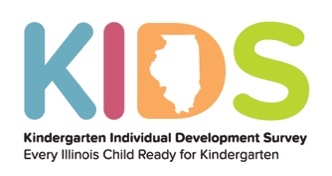 KIDS
Kindergarten Individual Development Survey
Every Illinois Child Ready for Kindergarten